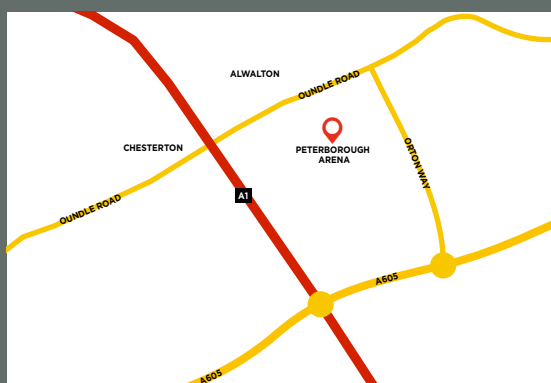 ALWALTON
OUNDLE ROAD
CHESTERTON
PETERBOROUGH
ARENA
ORTON WAY
A1
OUNDLE ROAD
A605
A605